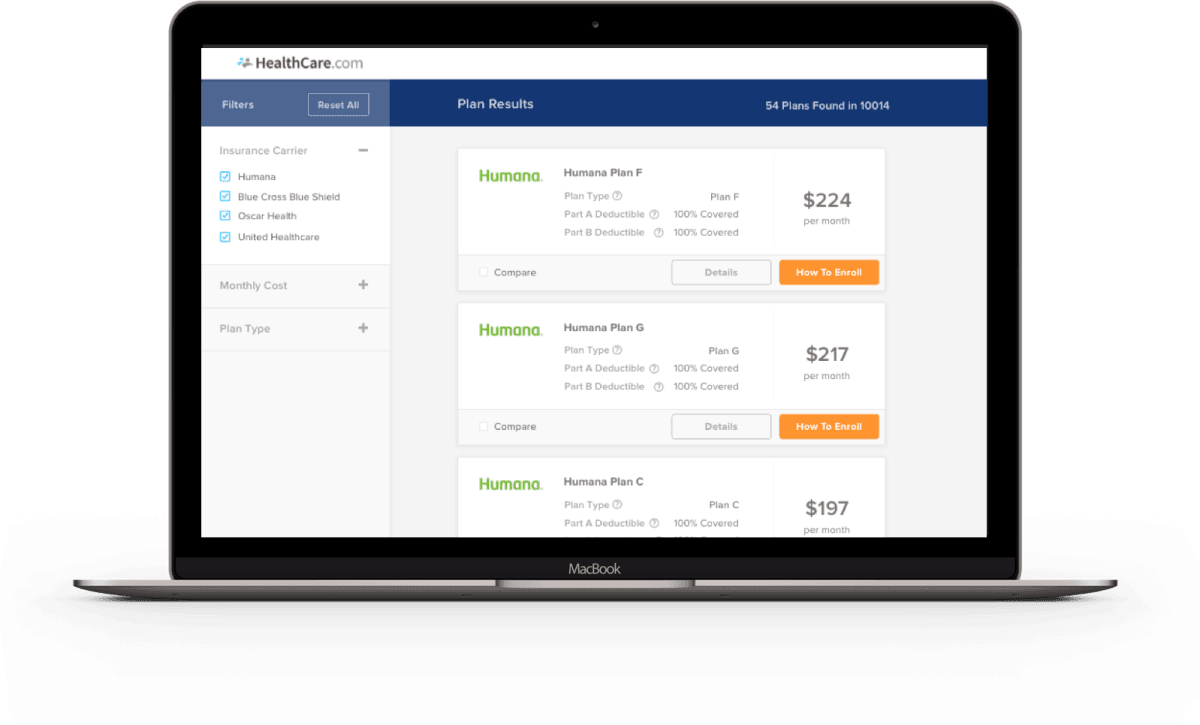 HealthCare.com
Filters
Reset All
Plan Results
54 Plans Found in 10014
Insurance Carrier
Humana
Blue Cross Blue Shield
Oscar Health
United Healthcare
Monthly Cost
Plan Type
Humana.
Humana Plan F
Plan Type ? Plan F
Part A Deductible ? 100% Covered
Part B Deductible ? 100% Covered
$224
per month
Compare
Details
How To Enroll
Humana.
Humana Plan G
Plan Type ? Plan G
Part A Deductible ? 100% Covered
Part B Deductible ? 100% Covered
$217
per month
Compare
Details
How To Enroll
Humana.
Humana Plan C
Plan Type ? Plan C
Part A Deductible ? 100% Covered
$197
per month
MacBook